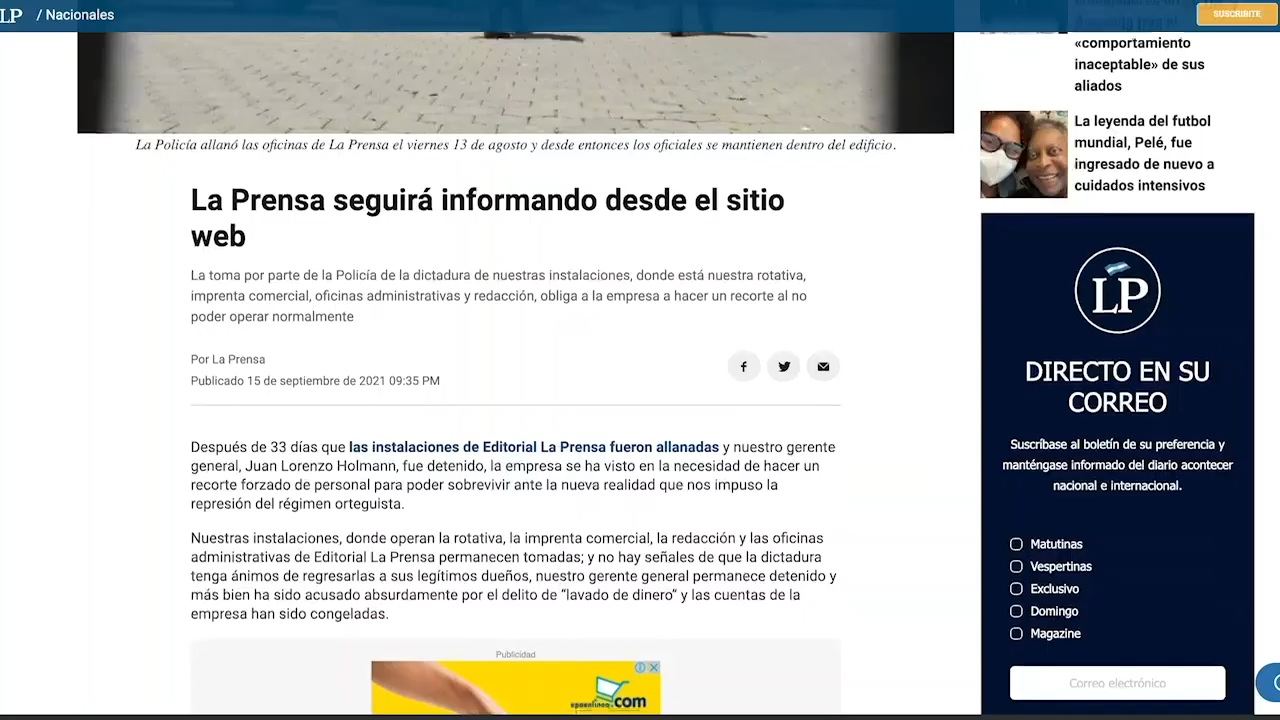 LP / Nacionales
SUSCRIBITE
«comportamiento
inaceptable» de sus
aliados
La leyenda del futbol
mundial, Pelé, fue
ingresado de nuevo a
cuidados intensivos
La Policía allanó las oficinas de La Prensa el viernes 13 de agosto y desde entonces los oficiales se mantienen dentro del edificio.
La Prensa seguirá informando desde el sitio
web
La toma por parte de la Policía de la dictadura de nuestras instalaciones, donde está nuestra rotativa,
imprenta comercial, oficinas administrativas y redacción, obliga a la empresa a hacer un recorte al no
poder operar normalmente
Por La Prensa
Publicado 15 de septiembre de 2021 09:35 PM
Después de 33 días que las instalaciones de Editorial La Prensa fueron allanadas y nuestro gerente
general, Juan Lorenzo Holmann, fue detenido, la empresa se ha visto en la necesidad de hacer un
recorte forzado de personal para poder sobrevivir ante la nueva realidad que nos impuso la
represión del régimen orteguista.
Nuestras instalaciones, donde operan la rotativa, la imprenta comercial, la redacción y las oficinas
administrativas de Editorial La Prensa permanecen tomadas; y no hay señales de que la dictadura
tenga ánimos de regresarlas a sus legítimos dueños, nuestro gerente general permanece detenido y
más bien ha sido acusado absurdamente por el delito de “lavado de dinero” y las cuentas de la
empresa han sido congeladas.
Publicidad
LP
DIRECTO EN SU
CORREO
Suscríbase al boletín de su preferencia y
manténgase informado del diario acontecer
nacional e internacional.
Matutinas
Vespertinas
Exclusivo
Domingo
Magazine
Correo electrónico